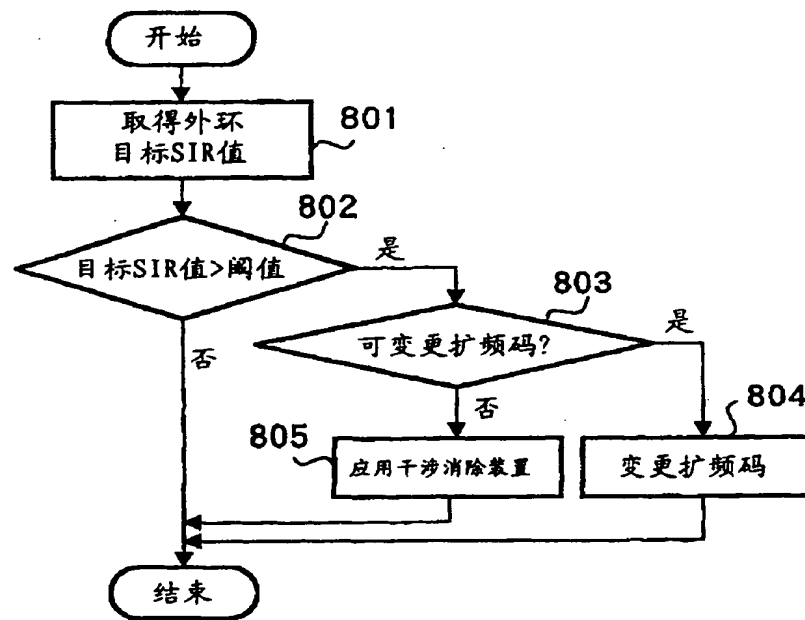 开始
取得外环
目标SIR值
801
802
目标SIR值>阈值
是
803
可变更扩频码?
是
否
否
804
805
应用干涉消除装置
变更扩频码
结束